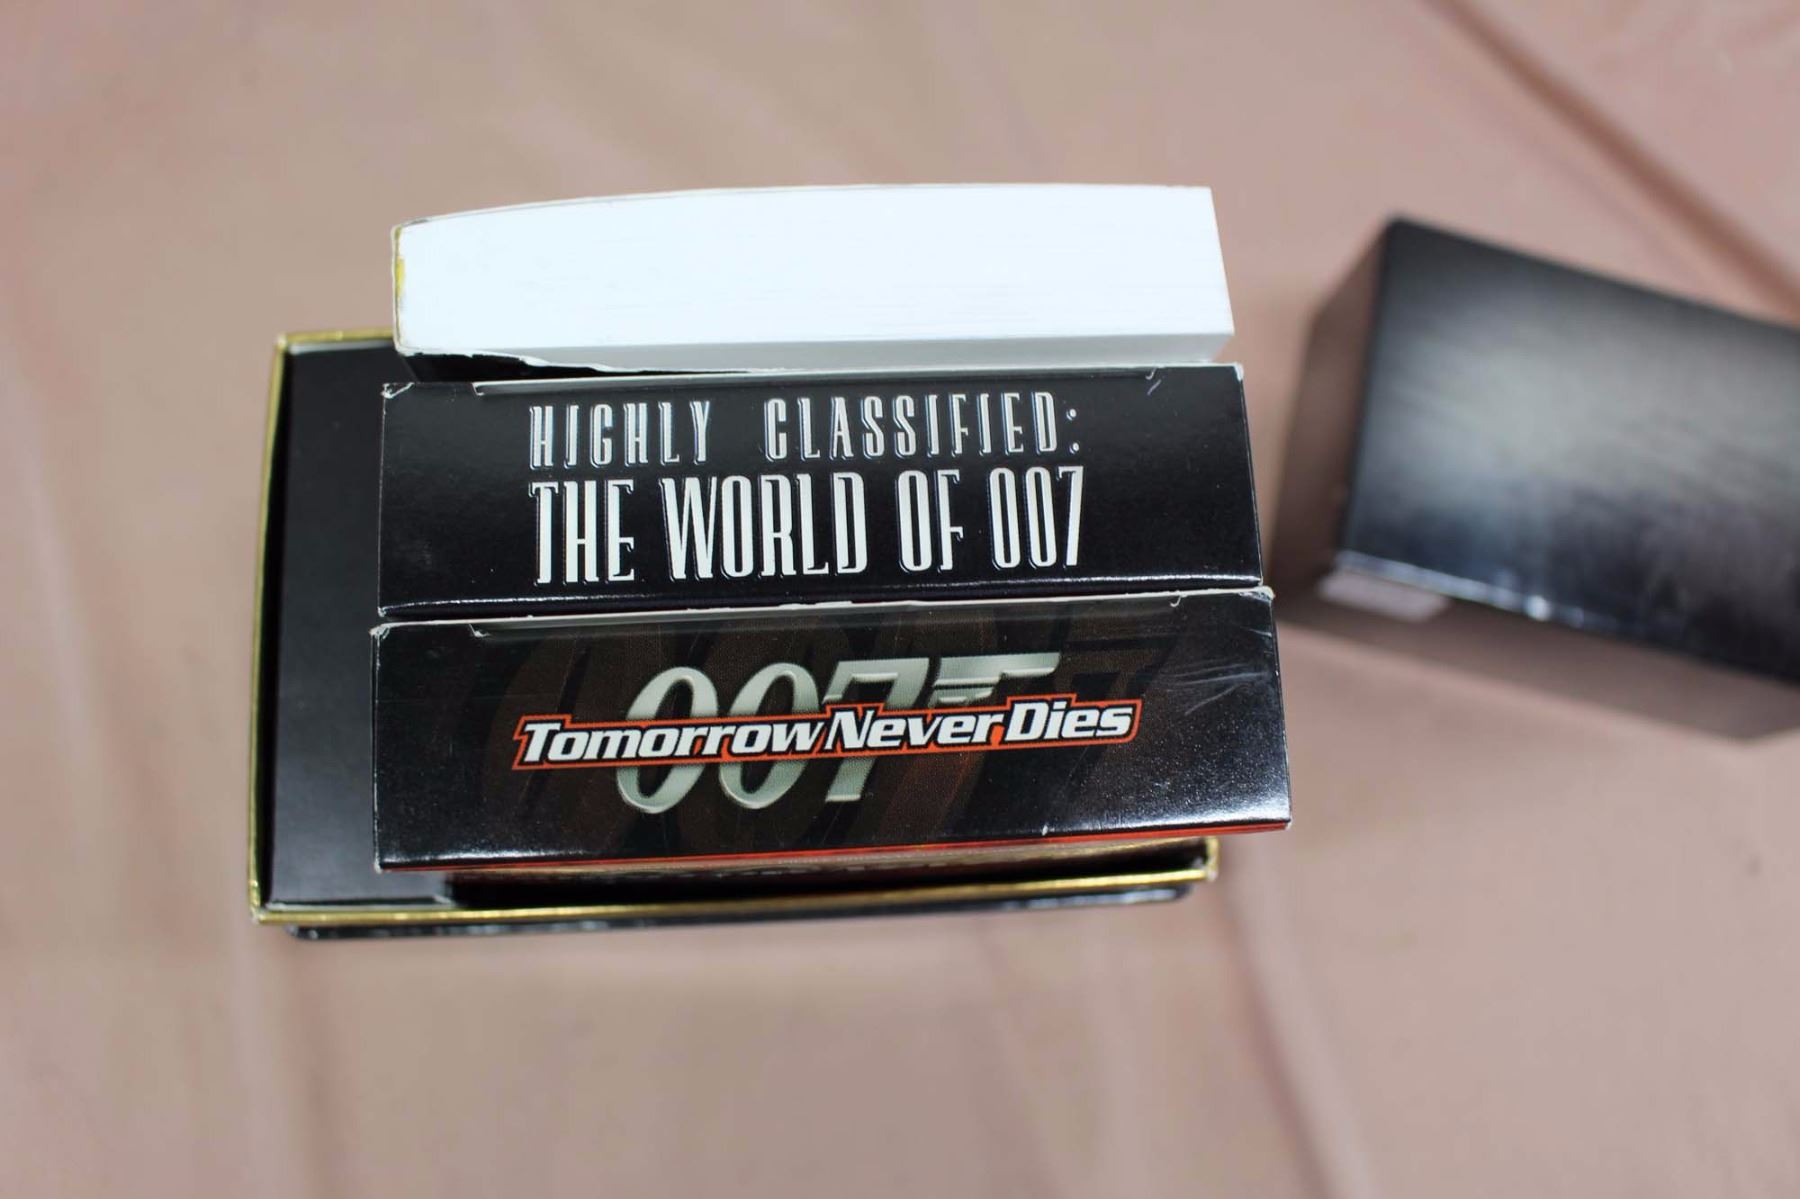 HIGHLY CLASSIFIED:
THE WORLD OF 007
007
Tomorrow Never Dies